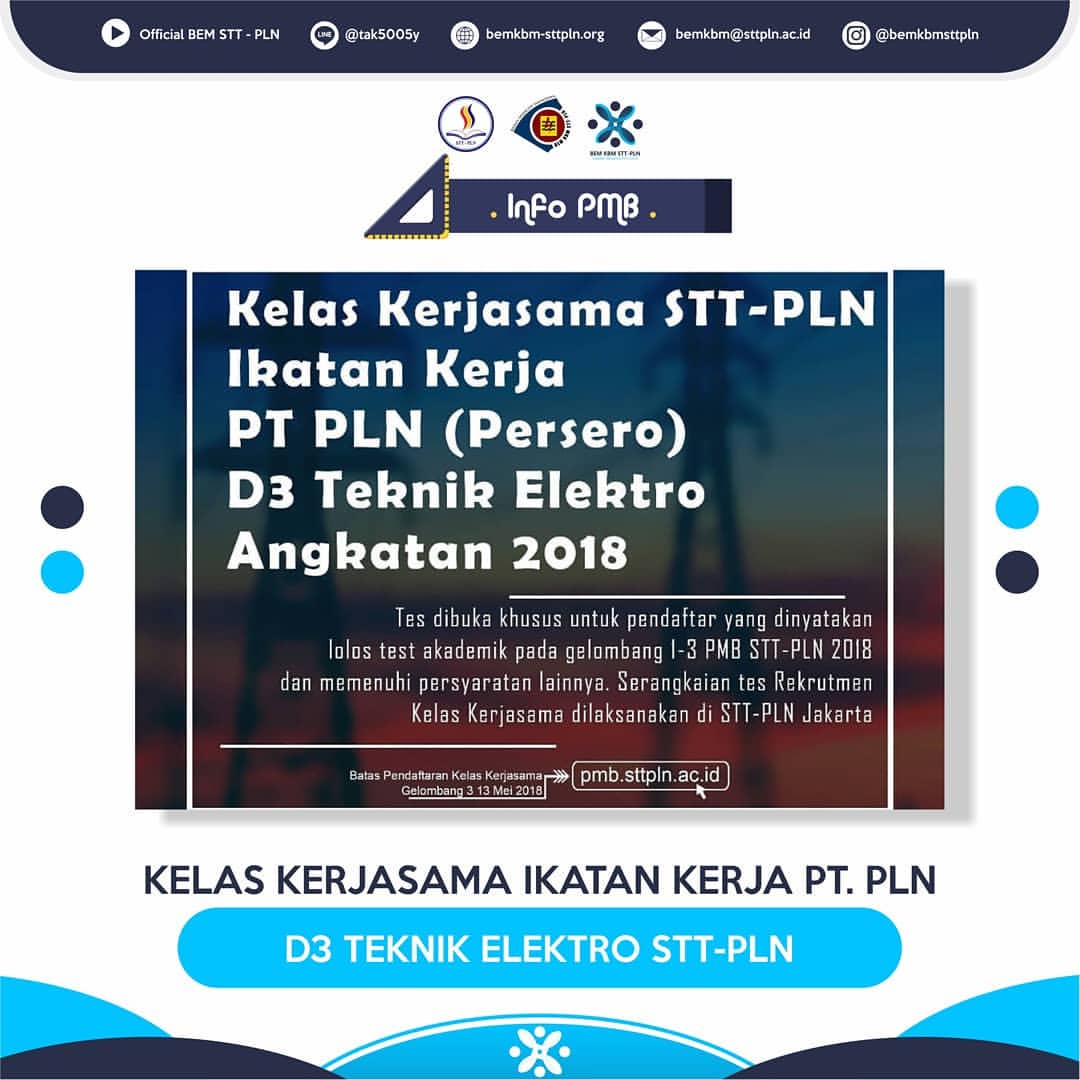 Official BEM STT - PLN
LINE
@tak5005y
bemkbm-sttpln.org
bemkbm@sttpln.ac.id
@bemkbmsttpln
STT - PLN
BEM KBM STT-PLN
. Info PMB .
Kelas Kerjasama STT-PLN
Ikatan Kerja
PT PLN (Persero)
D3 Teknik Elektro
Angkatan 2018
Tes dibuka khusus untuk pendaftar yang dinyatakan
lolos test akademik pada gelombang 1-3 PMB STT-PLN 2018
dan memenuhi persyaratan lainnya. Serangkaian tes Rekrutmen
Kelas Kerjasama dilaksanakan di STT-PLN Jakarta
Batas Pendaftaran Kelas Kerjasama
Gelombang 3 13 Mei 2018
pmb.sttpln.ac.id
KELAS KERJASAMA IKATAN KERJA PT. PLN
D3 TEKNIK ELEKTRO STT-PLN